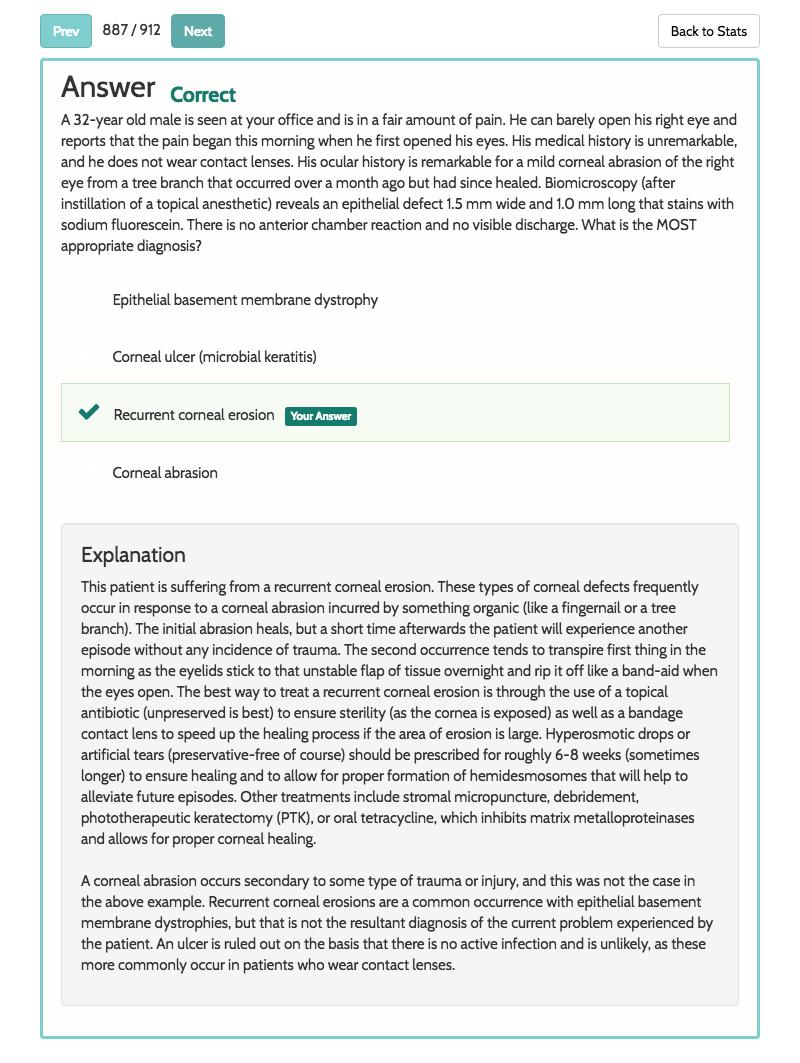 Prev 887 / 912 Next Back to Stats
Answer Correct
A 32-year old male is seen at your office and is in a fair amount of pain. He can barely open his right eye and
reports that the pain began this morning when he first opened his eyes. His medical history is unremarkable,
and he does not wear contact lenses. His ocular history is remarkable for a mild corneal abrasion of the right
eye from a tree branch that occurred over a month ago but had since healed. Biomicroscopy (after
instillation of a topical anesthetic) reveals an epithelial defect 1.5 mm wide and 1.0 mm long that stains with
sodium fluorescein. There is no anterior chamber reaction and no visible discharge. What is the MOST
appropriate diagnosis?
Epithelial basement membrane dystrophy
Corneal ulcer (microbial keratitis)
Recurrent corneal erosion Your Answer
Corneal abrasion
Explanation
This patient is suffering from a recurrent corneal erosion. These types of corneal defects frequently
occur in response to a corneal abrasion incurred by something organic (like a fingernail or a tree
branch). The initial abrasion heals, but a short time afterwards the patient will experience another
episode without any incidence of trauma. The second occurrence tends to transpire first thing in the
morning as the eyelids stick to that unstable flap of tissue overnight and rip it off like a band-aid when
the eyes open. The best way to treat a recurrent corneal erosion is through the use of a topical
antibiotic (unpreserved is best) to ensure sterility (as the cornea is exposed) as well as a bandage
contact lens to speed up the healing process if the area of erosion is large. Hyperosmotic drops or
artificial tears (preservative-free of course) should be prescribed for roughly 6-8 weeks (sometimes
longer) to ensure healing and to allow for proper formation of hemidesmosomes that will help to
alleviate future episodes. Other treatments include stromal micropuncture, debridement,
phototherapeutic keratectomy (PTK), or oral tetracycline, which inhibits matrix metalloproteinases
and allows for proper corneal healing.
A corneal abrasion occurs secondary to some type of trauma or injury, and this was not the case in
the above example. Recurrent corneal erosions are a common occurrence with epithelial basement
membrane dystrophies, but that is not the resultant diagnosis of the current problem experienced by
the patient. An ulcer is ruled out on the basis that there is no active infection and is unlikely, as these
more commonly occur in patients who wear contact lenses.